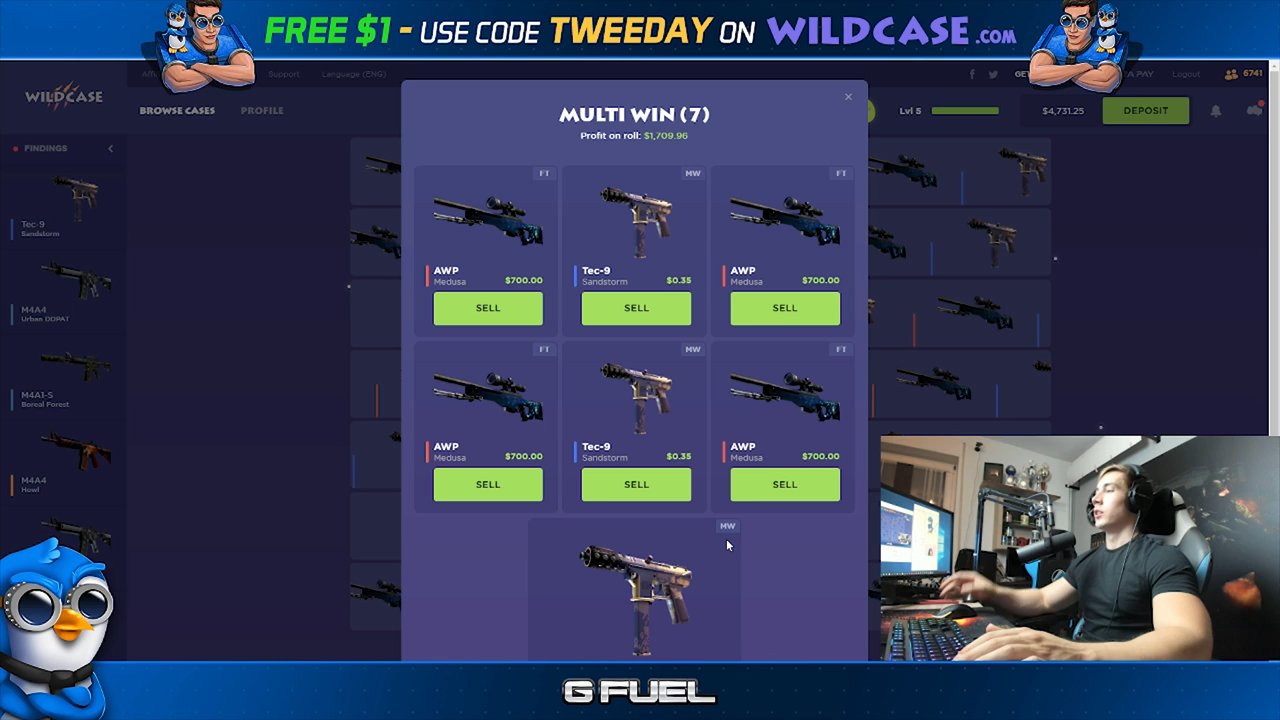 FREE $1 - USE CODE TWEEDAY ON WILDCASE.com
Support
Language (ENG)
Logout
6741
WILDCASE
BROWSE CASES
PROFILE
Lvl 5
$4,731.25
DEPOSIT
FINDINGS
Tec-9
Sandstorm
M4A4
Urban DDPAT
M4A1-S
Boreal Forest
M4A4
Howl
MULTI WIN (7)
Profit on roll: $1,709.96
FT
MW
FT
AWP
Medusa
$700.00
Tec-9
Sandstorm
$0.35
AWP
Medusa
$700.00
SELL
SELL
SELL
FT
MW
FT
AWP
Medusa
$700.00
Tec-9
Sandstorm
$0.35
AWP
Medusa
$700.00
SELL
SELL
SELL
MW
G FUEL